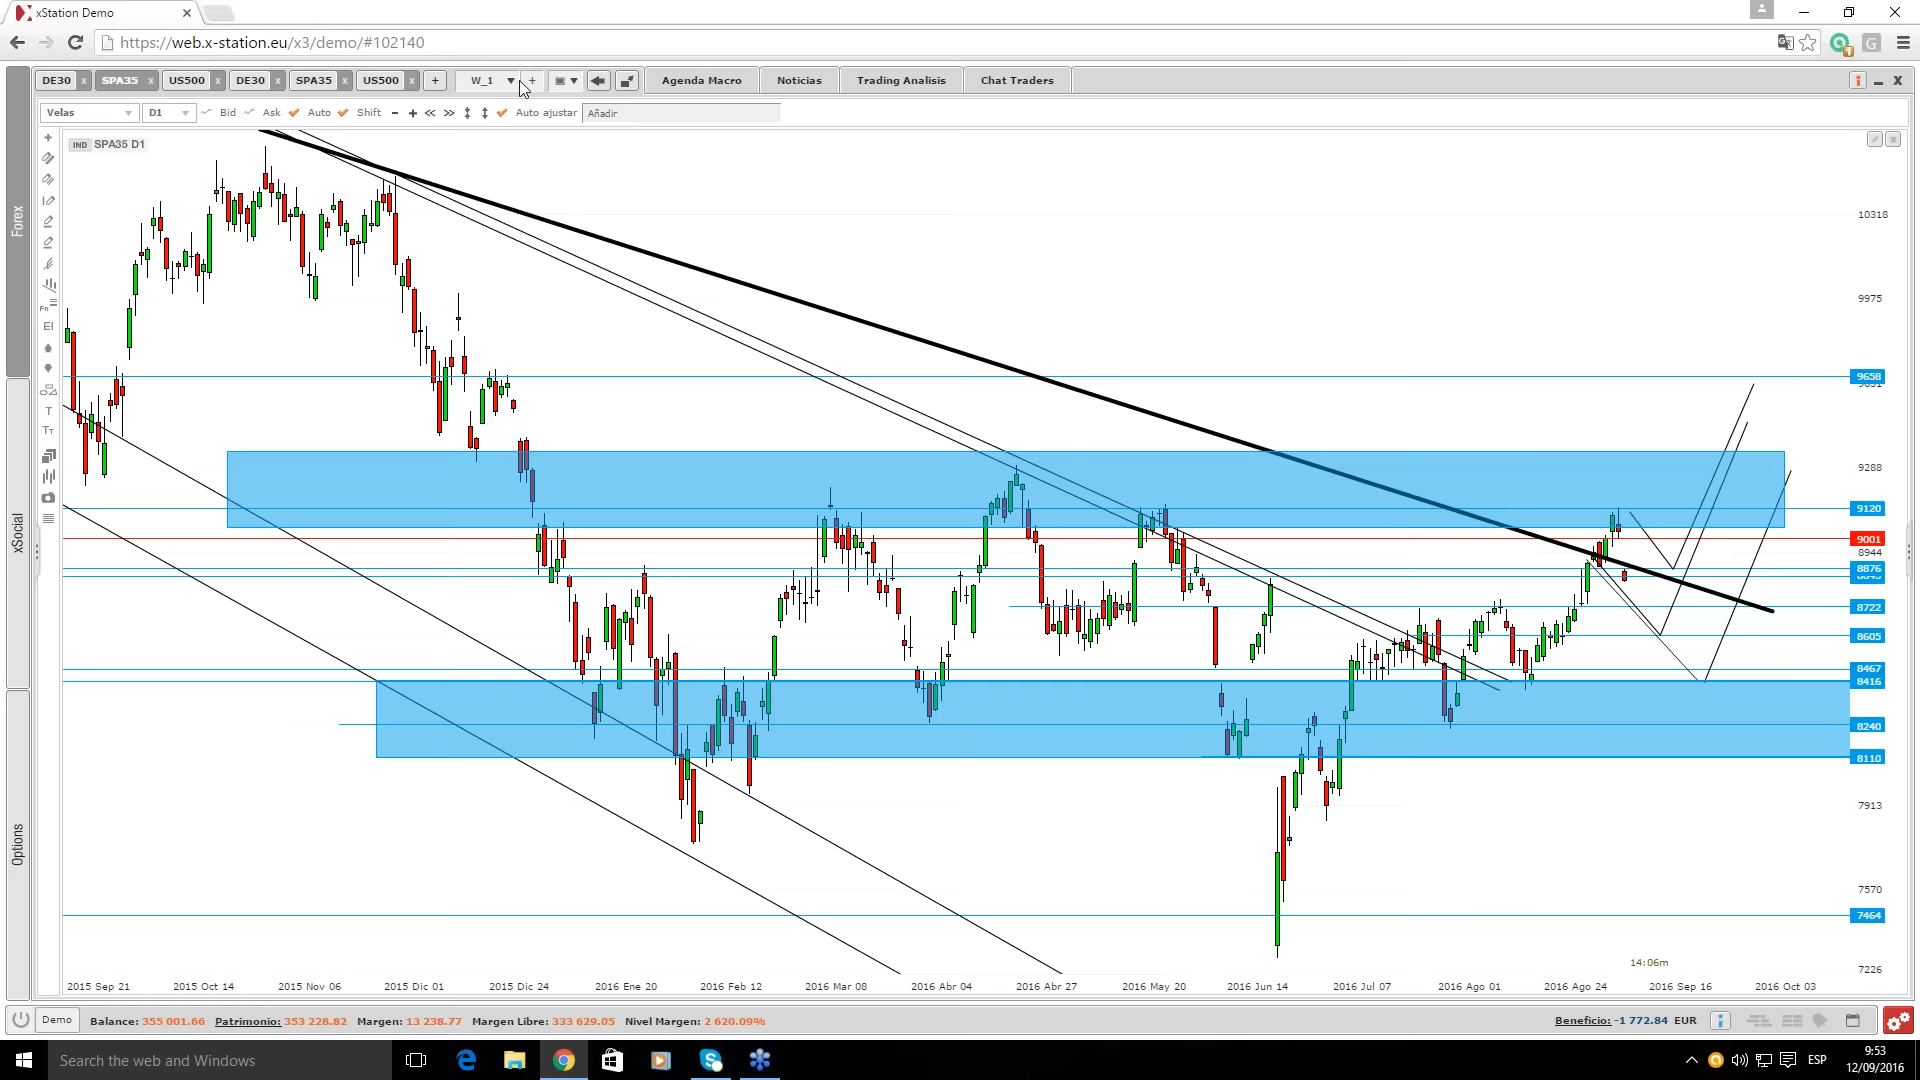 xStation Demo
https://web.x-station.eu/x3/demo/#102140
DE30 SPA35 US500 DE30 SPA35 US500 + W_1 + Agenda Macro Noticias Trading Analisis Chat Traders
Velas D1 Bid Ask Auto Shift Auto ajustar Añadir
IND SPA35 D1
Forex
xSocial
Options
Fn
EI
T
TT
10318
9975
9658
9288
9120
9001
8944
8876
8722
8605
8467
8416
8240
8110
7913
7570
7464
7226
14:06m
2015 Sep 21 2015 Oct 14 2015 Nov 06 2015 Dic 01 2015 Dic 24 2016 Ene 20 2016 Feb 12 2016 Mar 08 2016 Abr 04 2016 Abr 27 2016 May 20 2016 Jun 14 2016 Jul 07 2016 Ago 01 2016 Ago 24 2016 Sep 16 2016 Oct 03
Demo Balance: 355 001.66 Patrimonio: 353 228.82 Margen: 13 238.77 Margen Libre: 333 629.05 Nivel Margen: 2 620.09% Beneficio: -1 772.84 EUR
Search the web and Windows
ESP
9:53
12/09/2016